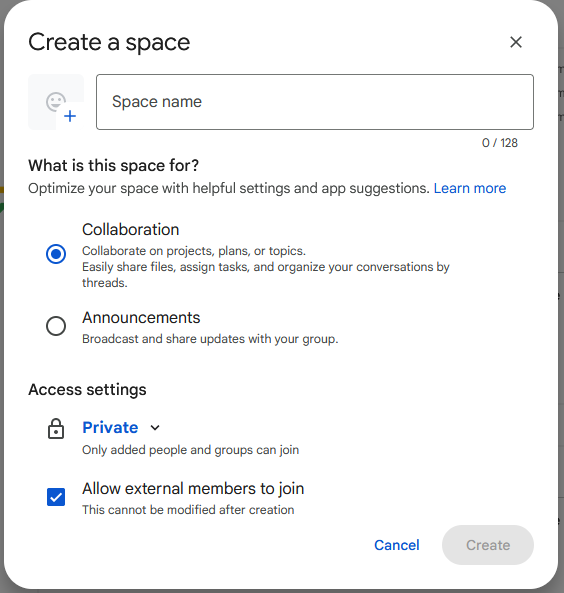 Create a space
Space name
0 / 128
What is this space for?
Optimize your space with helpful settings and app suggestions. Learn more
Collaboration
Collaborate on projects, plans, or topics.
Easily share files, assign tasks, and organize your conversations by
threads.
Announcements
Broadcast and share updates with your group.
Access settings
Private
Only added people and groups can join
Allow external members to join
This cannot be modified after creation
Cancel
Create